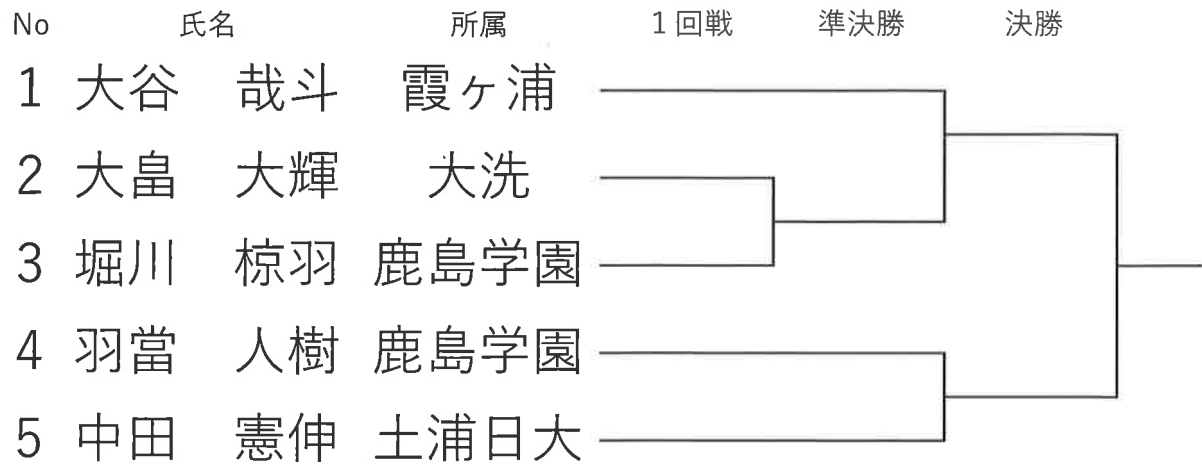 No 氏名 所属 1回戦 準決勝 決勝
1 大谷 哉斗 霞ヶ浦
2 大畠 大輝 大洗
3 堀川 椋羽 鹿島学園
4 羽當 人樹 鹿島学園
5 中田 憲伸 土浦日大